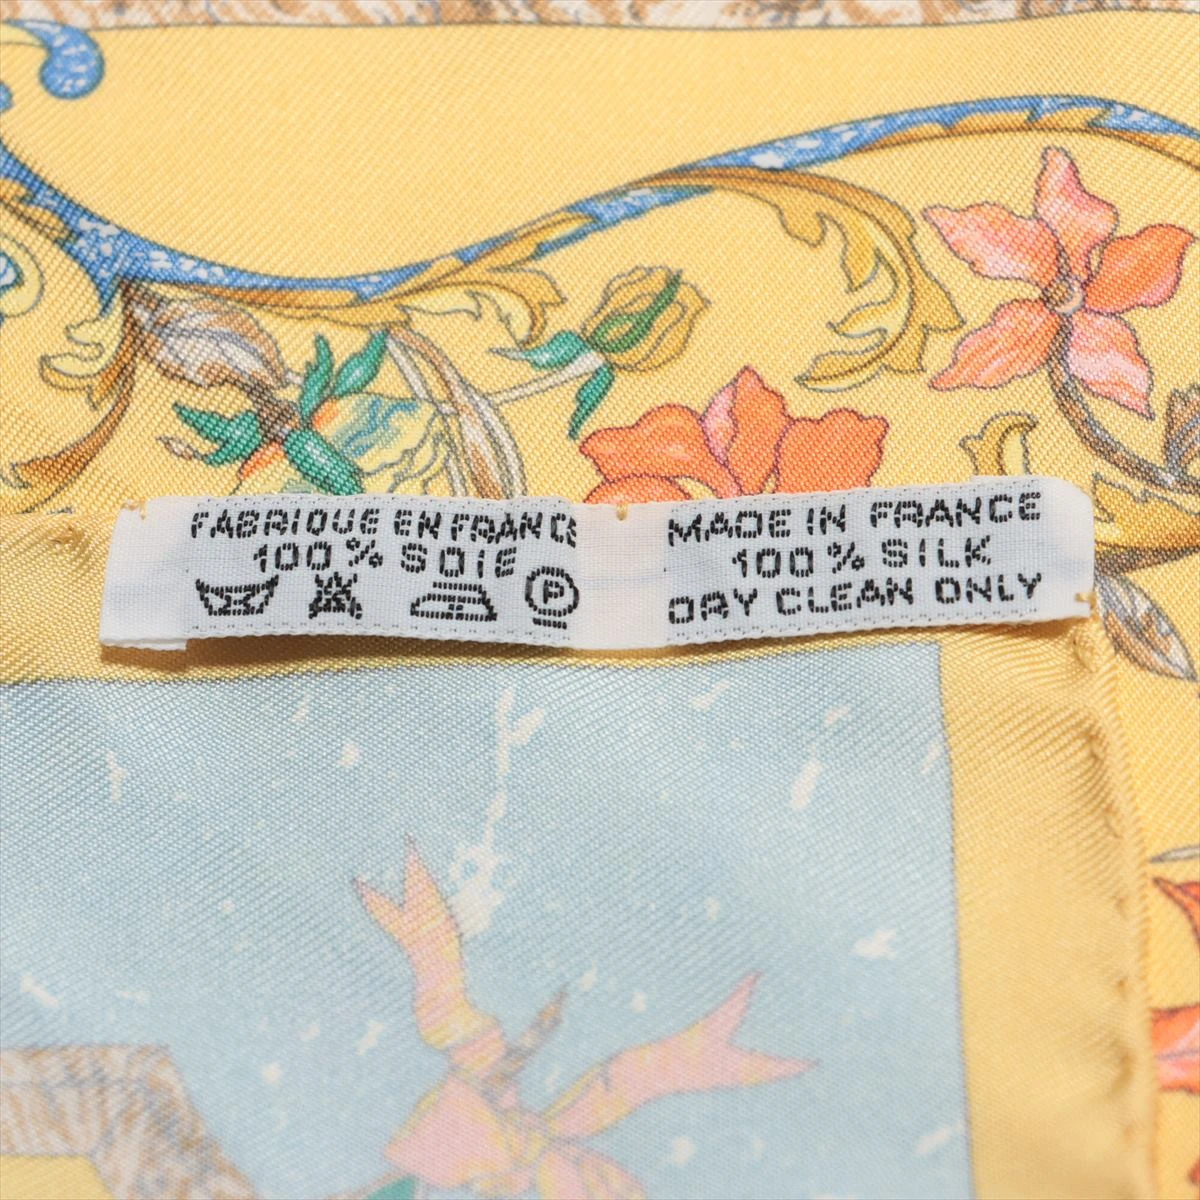 FABRIQUE EN FRANCE
100% SOIE
P
MADE IN FRANCE
100% SILK
DRY CLEAN ONLY